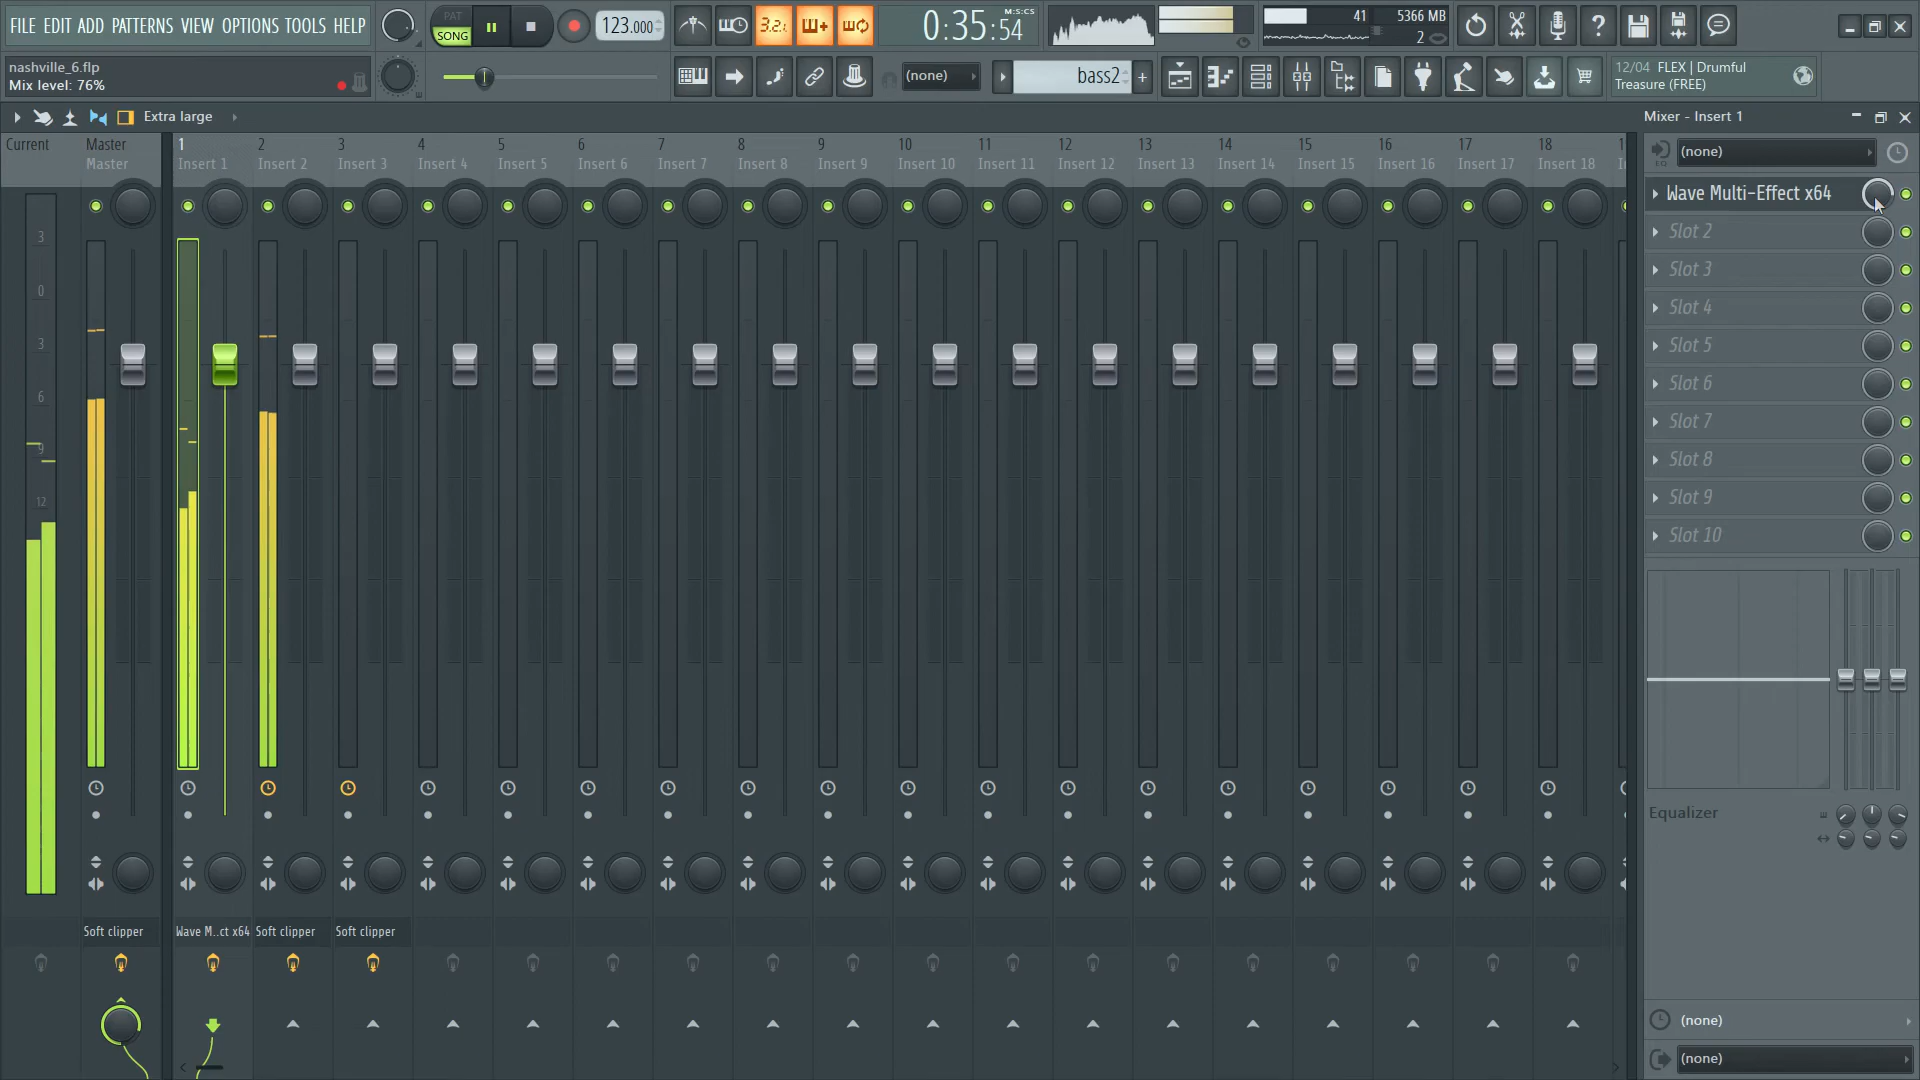 FILE EDIT ADD PATTERNS VIEW OPTIONS TOOLS HELP
PAT
SONG
123.000
3.2
0:35:54
M:S:CS
41
5366 MB
2
nashville_6.flp
Mix level: 76%
(none)
bass2
12/04 FLEX | Drumful
Treasure (FREE)
Extra large
Mixer - Insert 1
Current
Master
1 2 3 4 5 6 7 8 9 10 11 12 13 14 15 16 17 18
Master Insert 1 Insert 2 Insert 3 Insert 4 Insert 5 Insert 6 Insert 7 Insert 8 Insert 9 Insert 10 Insert 11 Insert 12 Insert 13 Insert 14 Insert 15 Insert 16 Insert 17 Insert 18
3
0
3
6
9
12
(none)
EQ
Wave Multi-Effect x64
Slot 2
Slot 3
Slot 4
Slot 5
Slot 6
Slot 7
Slot 8
Slot 9
Slot 10
Equalizer
Soft clipper Wave M..ct x64 Soft clipper Soft clipper
(none)
(none)